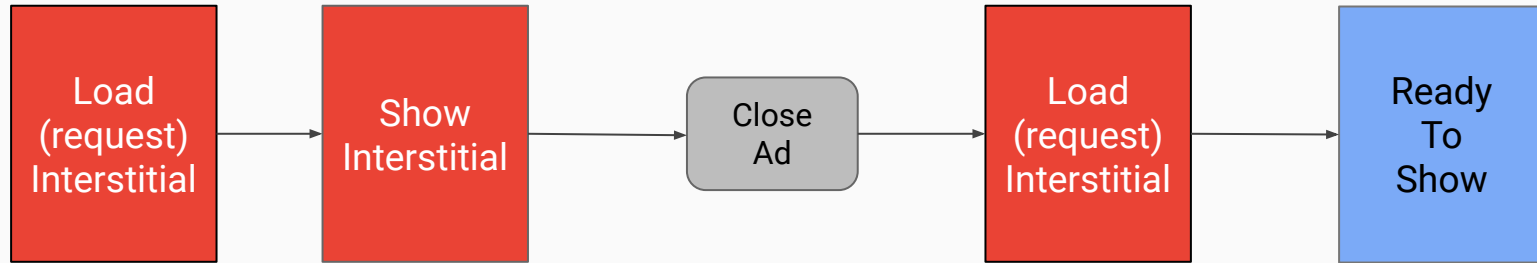 Load
(request)
Interstitial
Show
Interstitial
Close
Ad
Load
(request)
Interstitial
Ready
To
Show